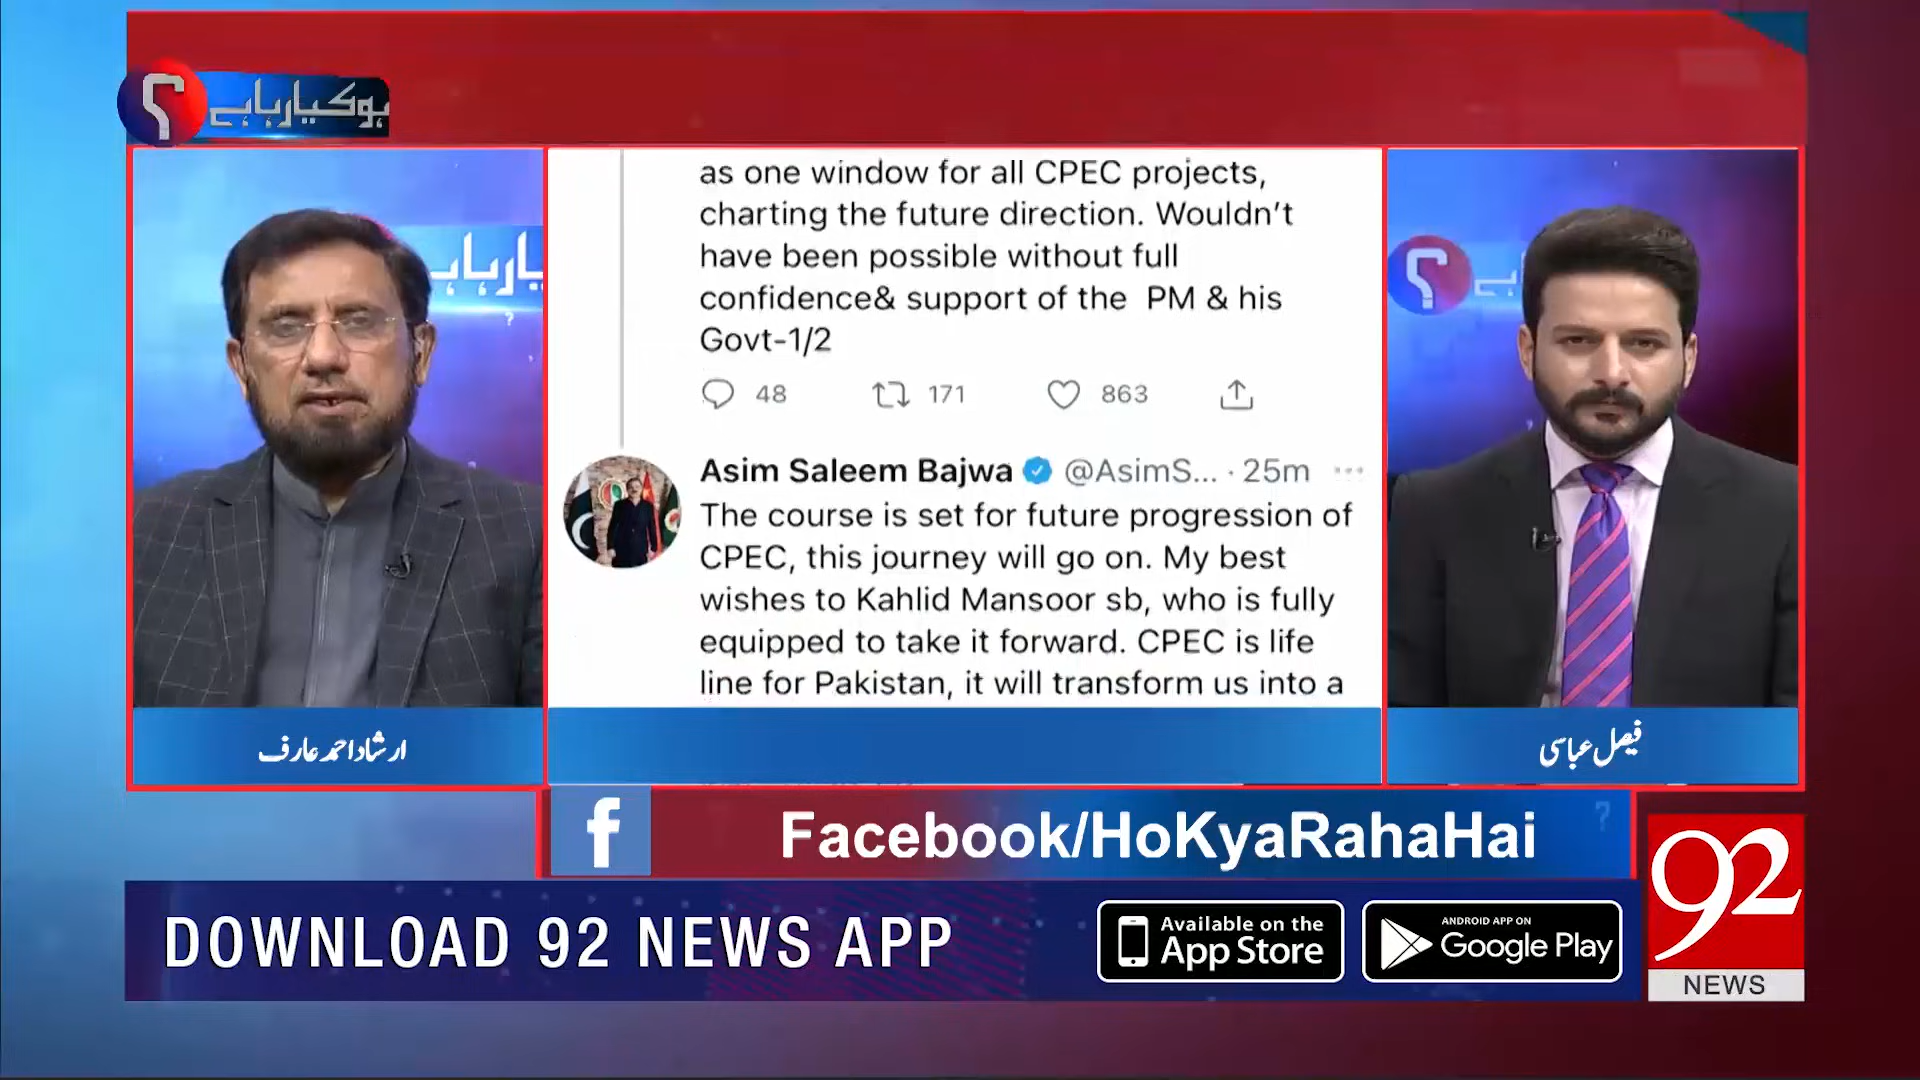 ہو کیا رہا ہے
؟
as one window for all CPEC projects,
charting the future direction. Wouldn't
have been possible without full
confidence& support of the PM & his
Govt-1/2
48 171 863
Asim Saleem Bajwa @AsimS... · 25m
The course is set for future progression of
CPEC, this journey will go on. My best
wishes to Kahlid Mansoor sb, who is fully
equipped to take it forward. CPEC is life
line for Pakistan, it will transform us into a
یا رہا ہے
؟
؟
ارشاد احمد عارف
فیصل عباسی
f Facebook/HoKyaRahaHai
DOWNLOAD 92 NEWS APP
Available on the
App Store
ANDROID APP ON
Google Play
92
NEWS